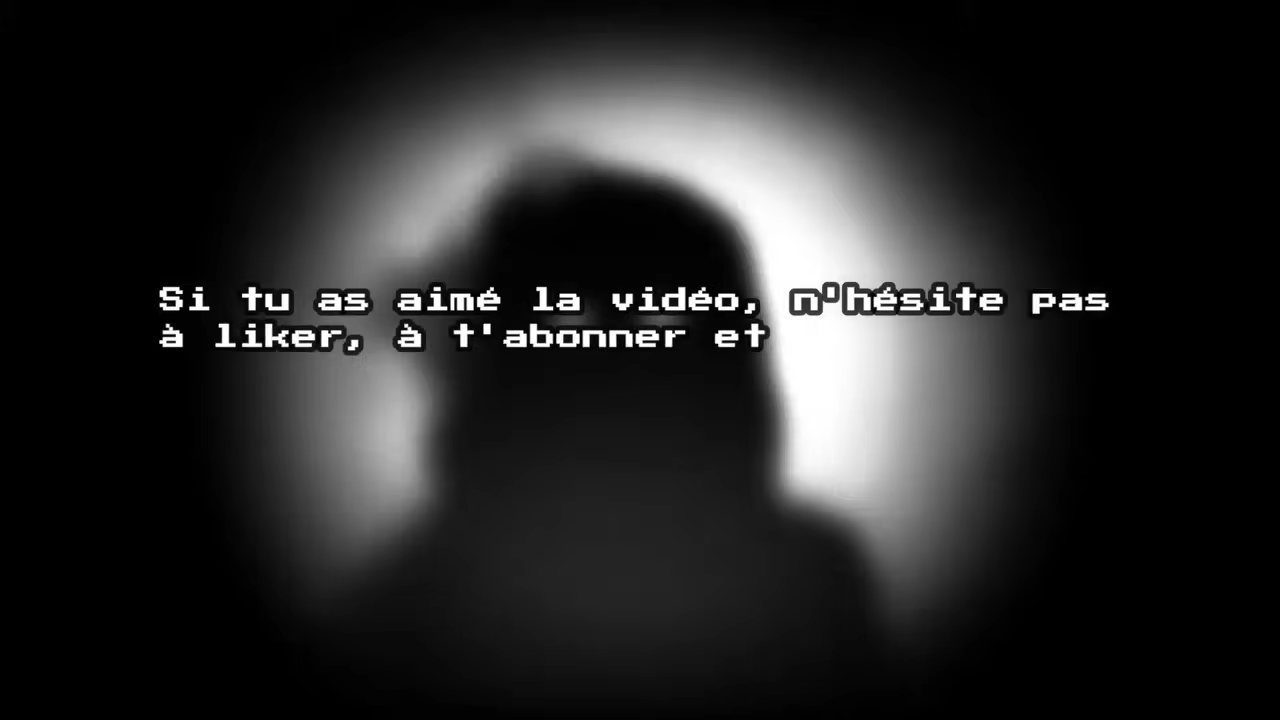 Si tu as aimé la vidéo, n'hésite pas
à liker, à t'abonner et